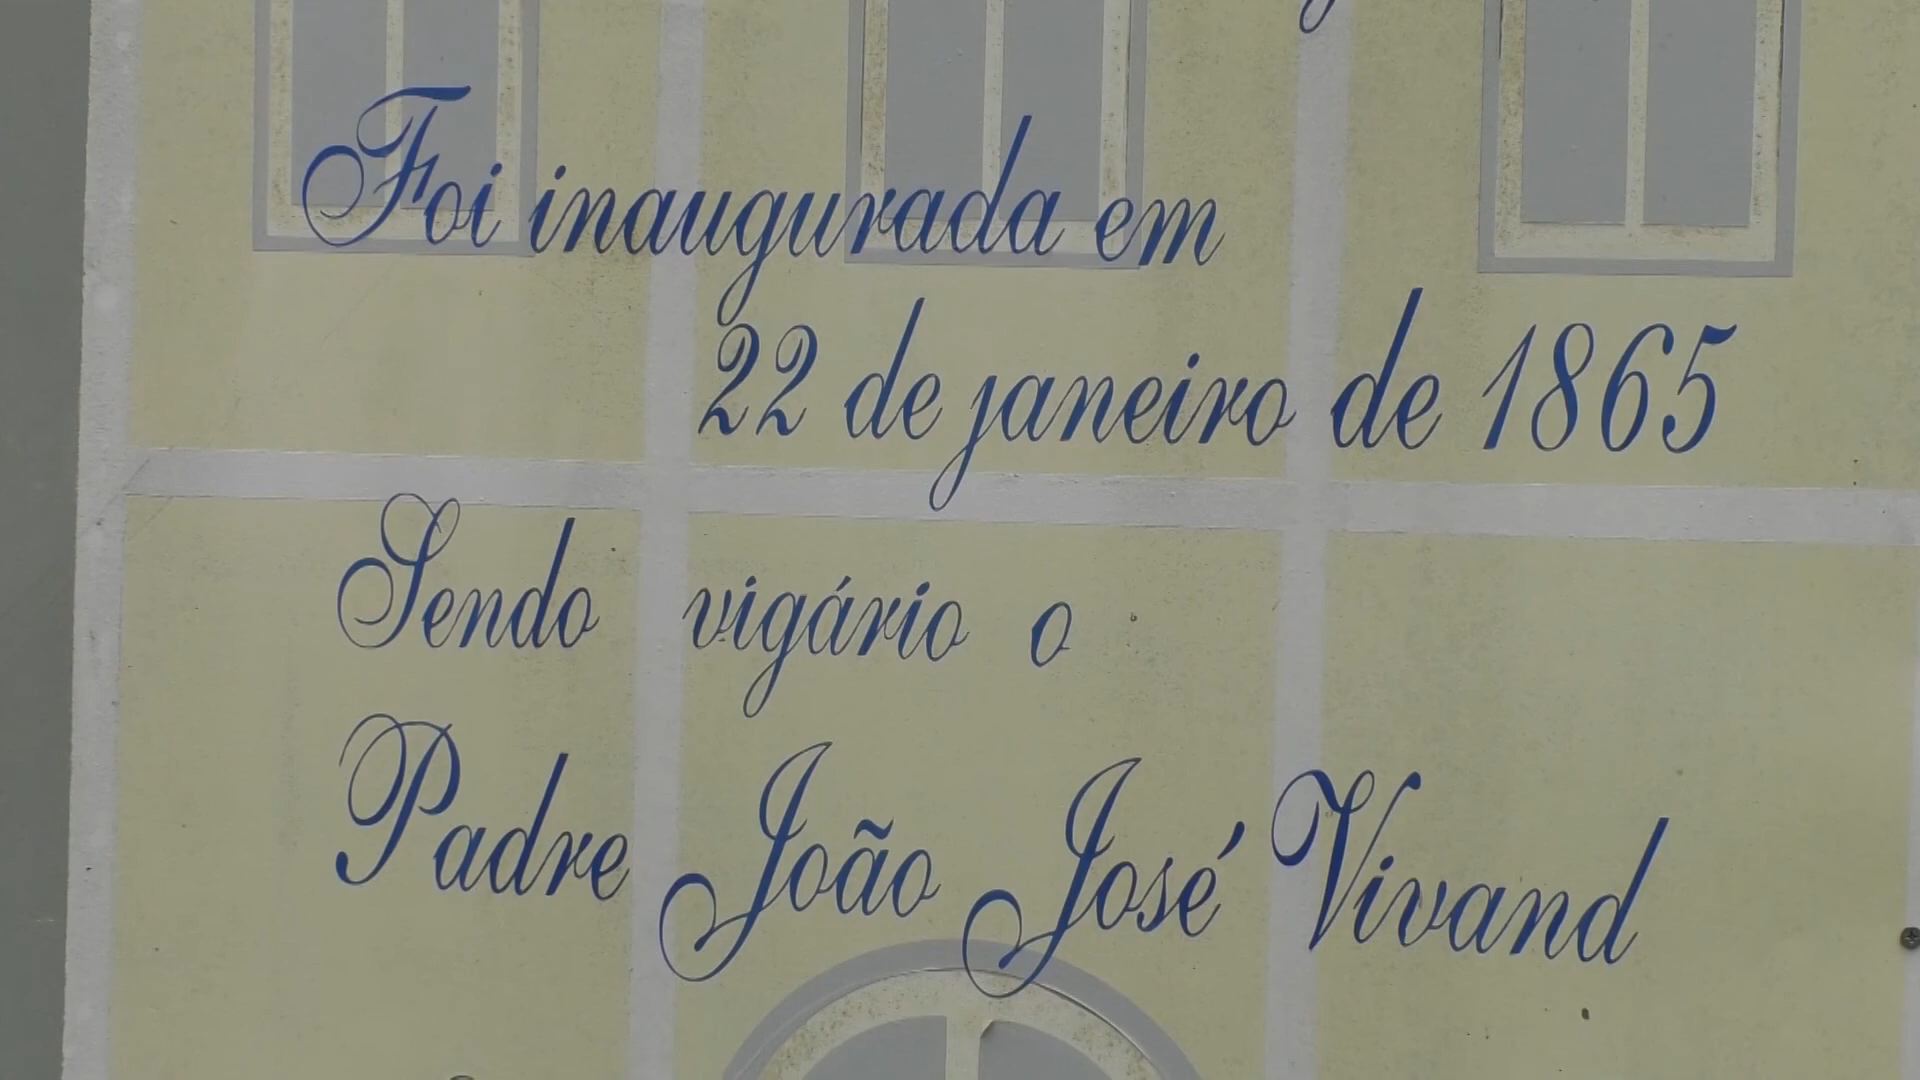 Foi inaugurada em
22 de janeiro de 1865
Sendo vigário o
Padre João José Vivand